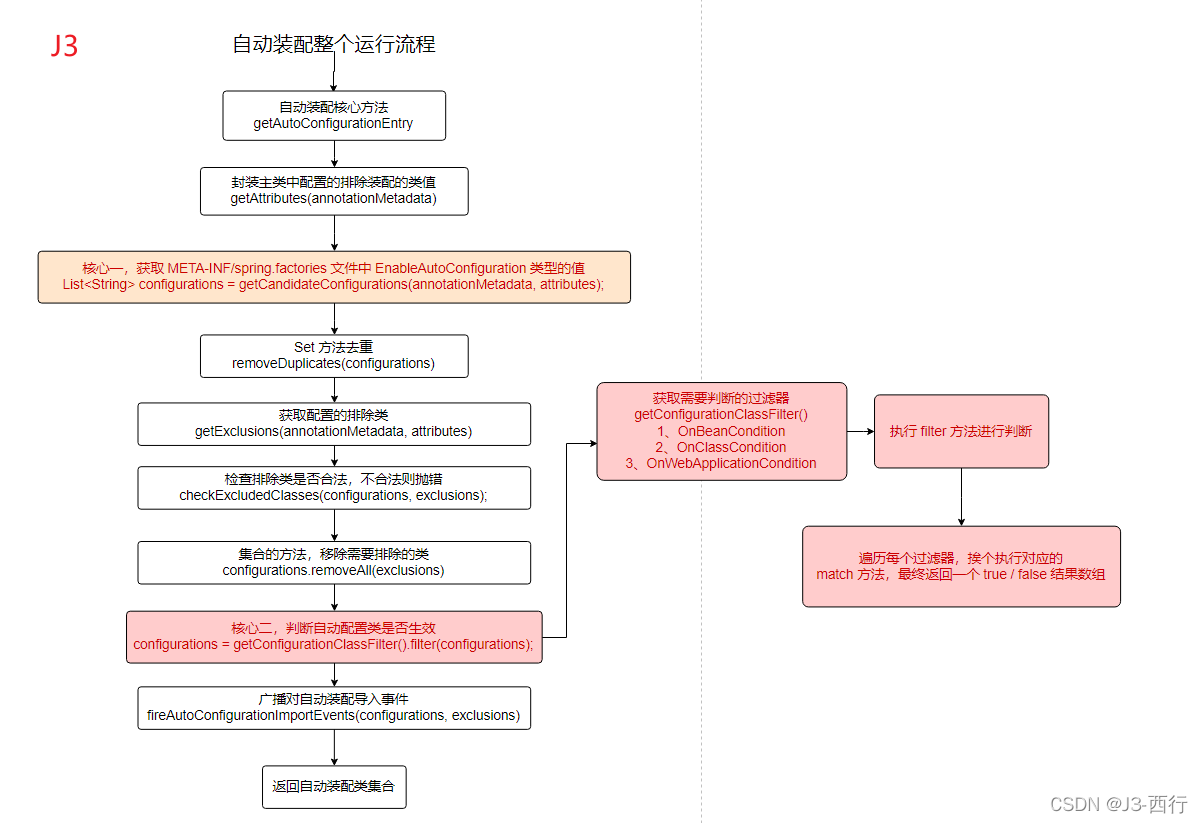 J3
自动装配整个运行流程
自动装配核心方法
getAutoConfigurationEntry
封装主类中配置的排除装配的类值
getAttributes(annotationMetadata)
核心一，获取 META-INF/spring.factories 文件中 EnableAutoConfiguration 类型的值
List<String> configurations = getCandidateConfigurations(annotationMetadata, attributes);
Set 方法去重
removeDuplicates(configurations)
获取配置的排除类
getExclusions(annotationMetadata, attributes)
检查排除类是否合法，不合法则抛错
checkExcludedClasses(configurations, exclusions);
集合的方法，移除需要排除的类
configurations.removeAll(exclusions)
核心二，判断自动配置类是否生效
configurations = getConfigurationClassFilter().filter(configurations);
广播对自动装配导入事件
fireAutoConfigurationImportEvents(configurations, exclusions)
返回自动装配类集合
获取需要判断的过滤器
getConfigurationClassFilter()
1、OnBeanCondition
2、OnClassCondition
3、OnWebApplicationCondition
执行 filter 方法进行判断
遍历每个过滤器，挨个执行对应的
match 方法，最终返回一个 true / false 结果数组
CSDN @J3-西行